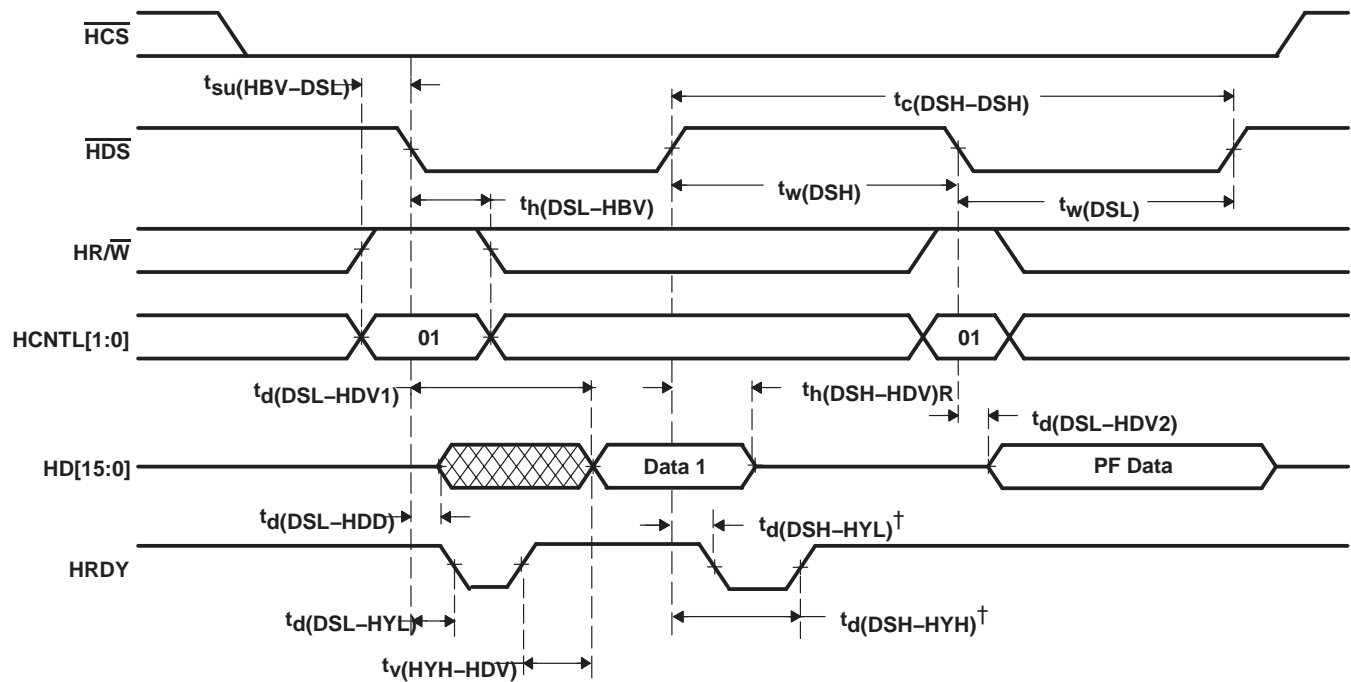 HCS
tsu(HBV–DSL)
tc(DSH–DSH)
HDS
tw(DSH)
th(DSL–HBV)
tw(DSL)
HR/W
HCNTL[1:0]
01
01
td(DSL–HDV1)
th(DSH–HDV)R
td(DSL–HDV2)
HD[15:0]
Data 1
PF Data
td(DSL–HDD)
td(DSH–HYL)†
HRDY
td(DSL–HYL)
td(DSH–HYH)†
tv(HYH–HDV)